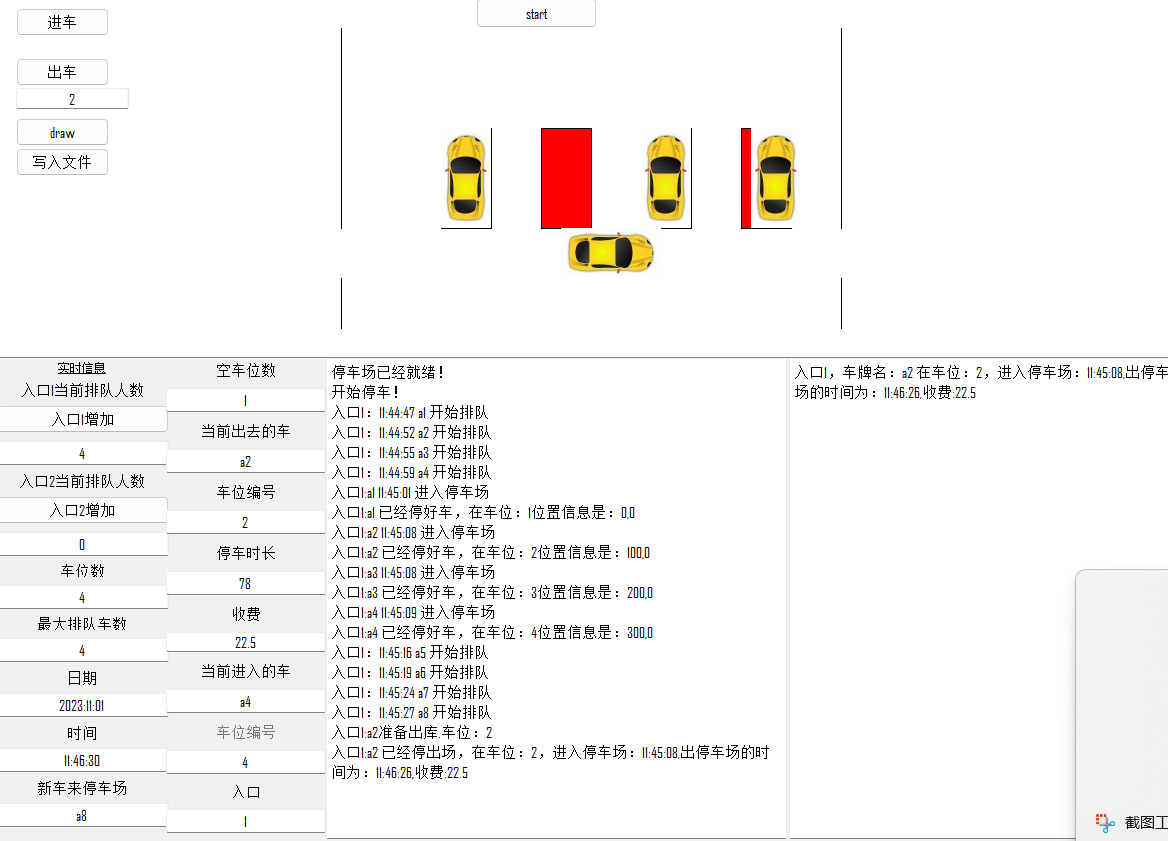 进车
start
出车
2
draw
写入文件
实时信息
入口1当前排队人数
入口1增加
4
入口2当前排队人数
入口2增加
0
车位数
4
最大排队车数
4
日期
2023:11:01
时间
11:46:30
新车来停车场
a8
空车位数
1
当前出去的车
a2
车位编号
2
停车时长
78
收费
22.5
当前进入的车
a4
车位编号
4
入口
1
停车场已经就绪！
开始停车！
入口1：11:44:47 a1 开始排队
入口1：11:44:52 a2 开始排队
入口1：11:44:55 a3 开始排队
入口1：11:44:59 a4 开始排队
入口1:a1 11:45:01 进入停车场
入口1:a1 已经停好车，在车位：1位置信息是：0,0
入口1:a2 11:45:08 进入停车场
入口1:a2 已经停好车，在车位：2位置信息是：100,0
入口1:a3 11:45:08 进入停车场
入口1:a3 已经停好车，在车位：3位置信息是：200,0
入口1:a4 11:45:09 进入停车场
入口1:a4 已经停好车，在车位：4位置信息是：300,0
入口1：11:45:16 a5 开始排队
入口1：11:45:19 a6 开始排队
入口1：11:45:24 a7 开始排队
入口1：11:45:27 a8 开始排队
入口1:a2准备出库.车位：2
入口1:a2 已经停出场，在车位：2，进入停车场：11:45:08,出停车场的时
间为：11:46:26,收费:22.5
入口1，车牌名：a2 在车位：2，进入停车场：11:45:08,出停车
场的时间为：11:46:26,收费:22.5
截图工